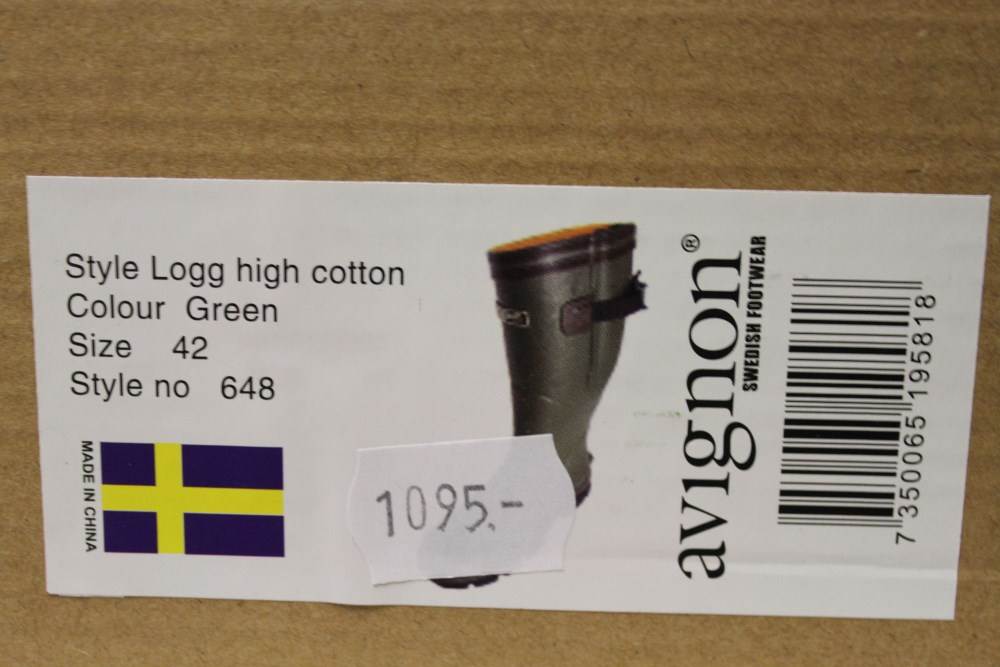 Style Logg high cotton
Colour Green
Size 42
Style no 648
MADE IN CHINA
1095.-
avignon®
SWEDISH FOOTWEAR
7 350065 195818